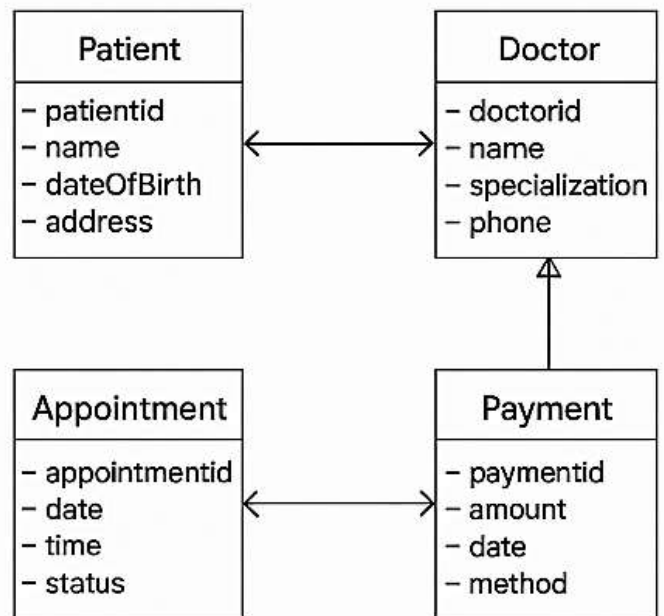 Patient
– patientid
– name
– dateOfBirth
– address
Doctor
– doctorid
– name
– specialization
– phone
Appointment
– appointmentid
– date
– time
– status
Payment
– paymentid
– amount
– date
– method